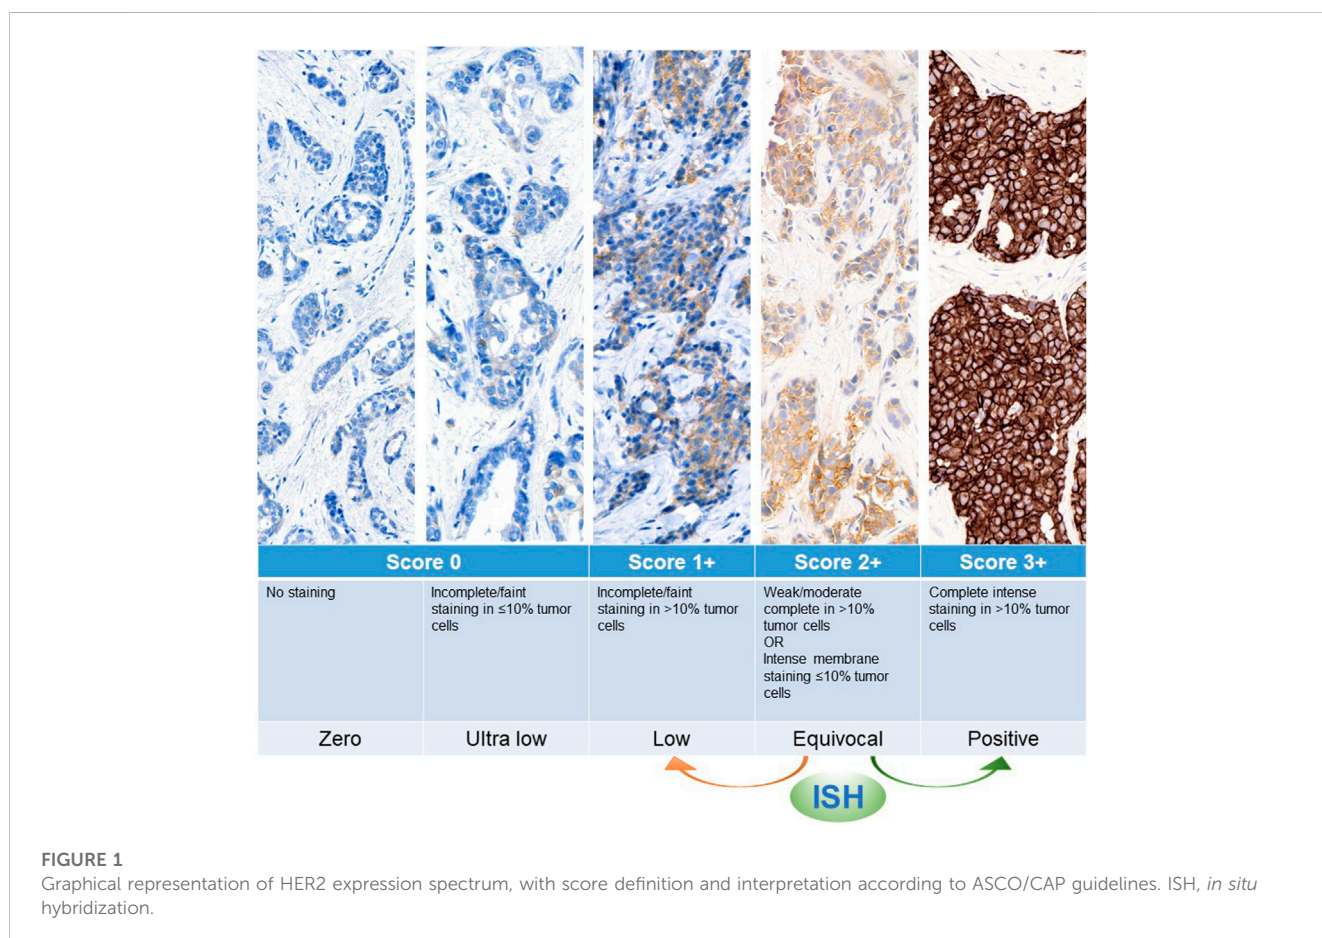 Score 0
Score 1+
Score 2+
Score 3+
No staining
Incomplete/faint
staining in ≤10% tumor
cells
Incomplete/faint
staining in >10% tumor
cells
Weak/moderate
complete in >10%
tumor cells
OR
Intense membrane
staining ≤10% tumor
cells
Complete intense
staining in >10% tumor
cells
Zero
Ultra low
Low
Equivocal
Positive
ISH
FIGURE 1
Graphical representation of HER2 expression spectrum, with score definition and interpretation according to ASCO/CAP guidelines. ISH, in situ
hybridization.